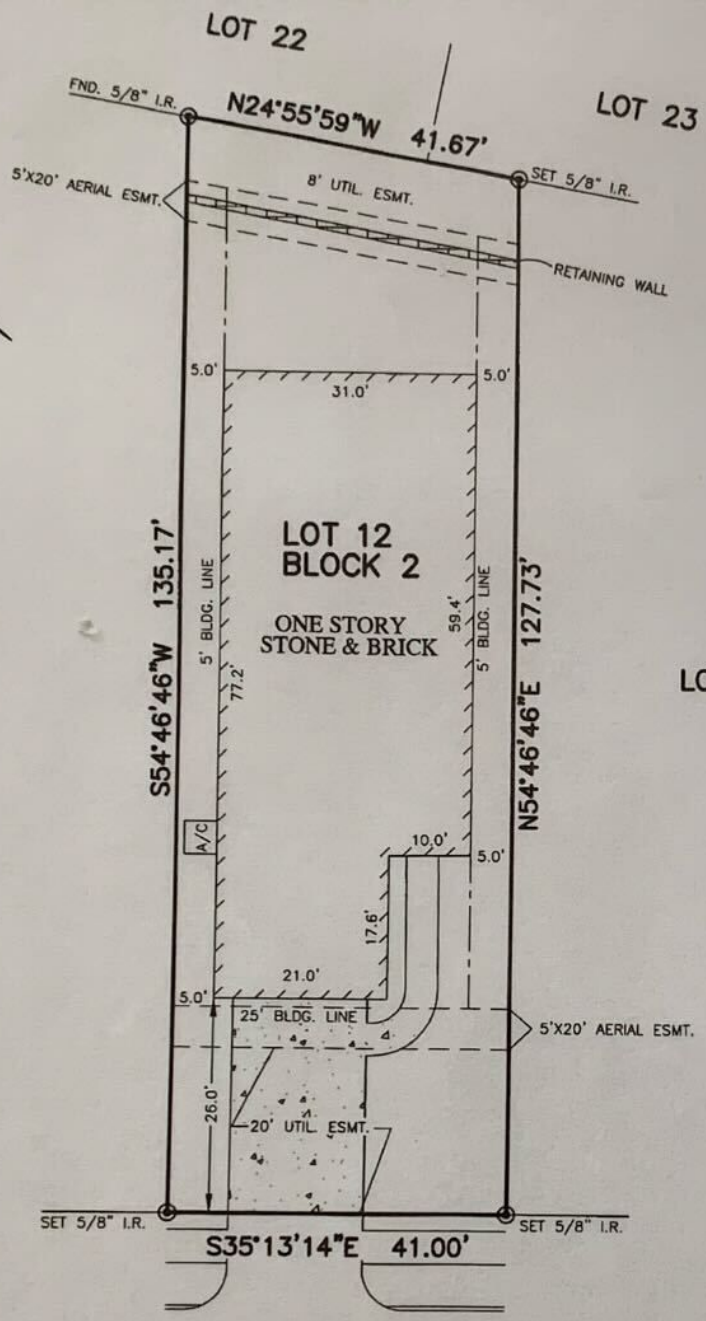 LOT 22
FND. 5/8" I.R.
N24°55'59"W 41.67'
LOT 23
5'X20' AERIAL ESMT.
8' UTIL. ESMT.
SET 5/8" I.R.
RETAINING WALL
5.0'
31.0'
5.0'
LOT 12
BLOCK 2
ONE STORY
STONE & BRICK
S54°46'46"W 135.17'
5' BLDG. LINE
77.2'
59.4'
5' BLDG. LINE
N54°46'46"E 127.73'
LO
A/C
10.0'
5.0'
17.6'
21.0'
5.0'
25' BLDG. LINE
5'X20' AERIAL ESMT.
26.0'
20' UTIL. ESMT.
SET 5/8" I.R.
SET 5/8" I.R.
S35°13'14"E 41.00'